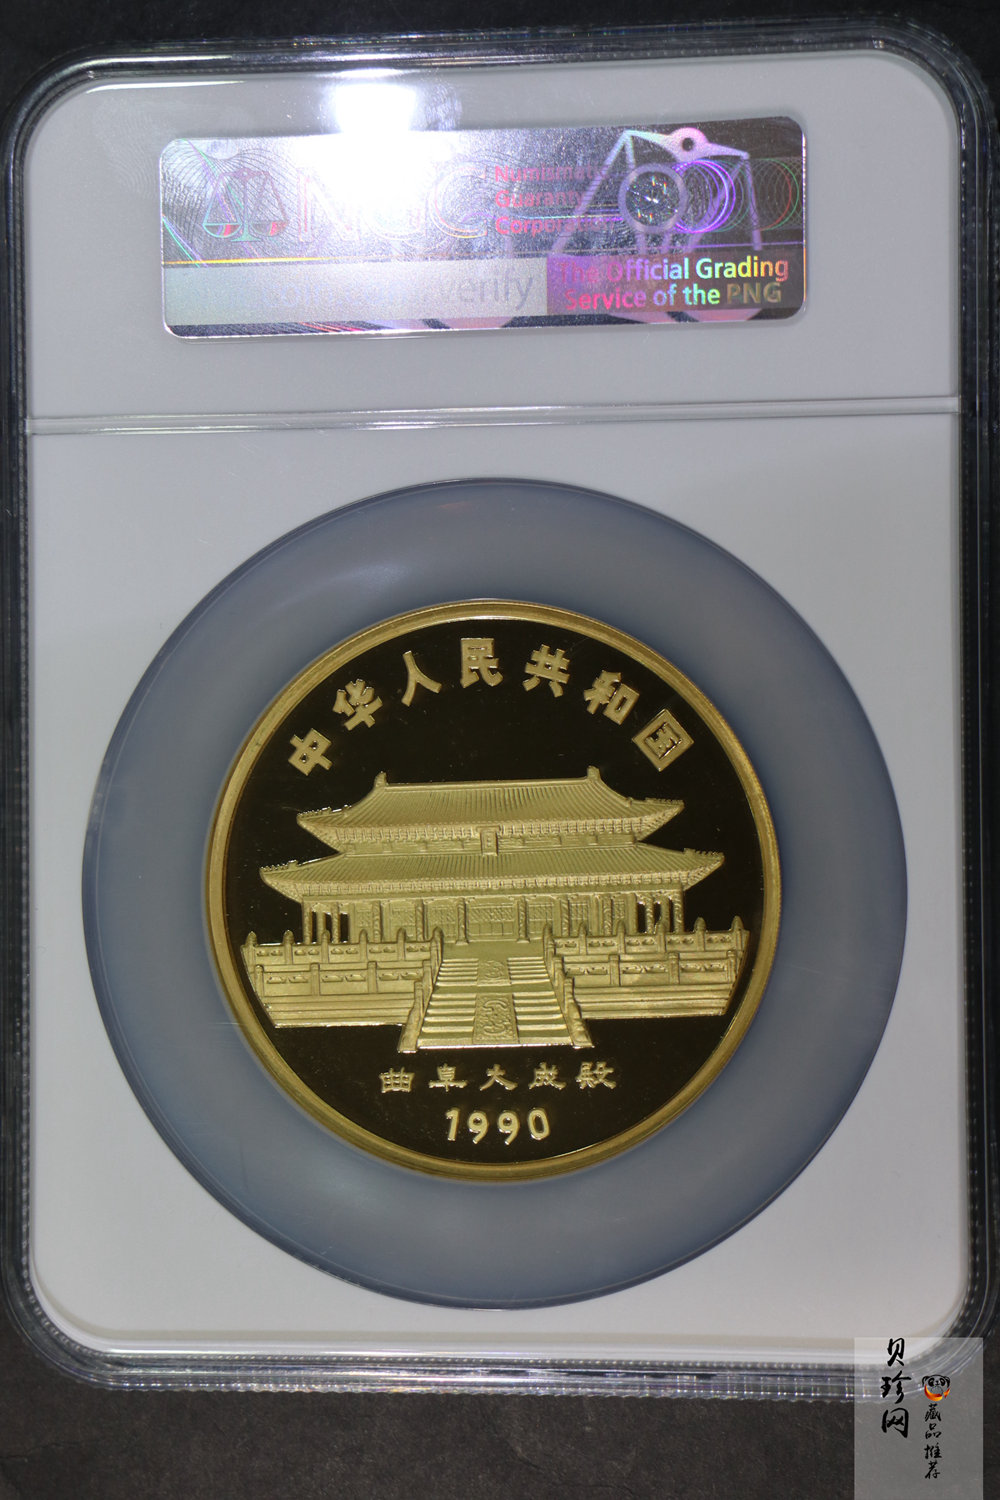 NGC
Numismatic
Guaranty
Corporation
verify
The Official Grading
Service of the PNG
中华人民共和国
曲阜大成殿
1990
贝珍网
藏品推荐